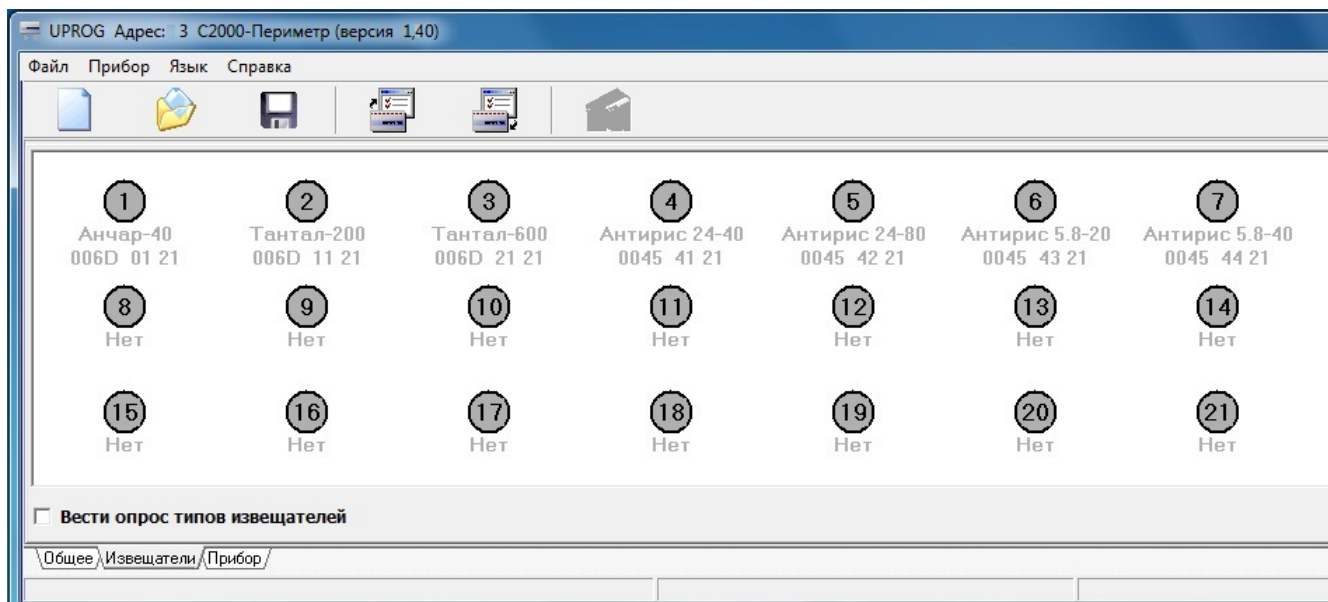 UPROG Адрес: 3 С2000-Периметр (версия 1,40)
Файл Прибор Язык Справка
1 2 3 4 5 6 7
Анчар-40 Тантал-200 Тантал-600 Антирис 24-40 Антирис 24-80 Антирис 5.8-20 Антирис 5.8-40
006D 01 21 006D 11 21 006D 21 21 0045 41 21 0045 42 21 0045 43 21 0045 44 21
8 9 10 11 12 13 14
Нет Нет Нет Нет Нет Нет Нет
15 16 17 18 19 20 21
Нет Нет Нет Нет Нет Нет Нет
Вести опрос типов извещателей
Общее Извещатели Прибор